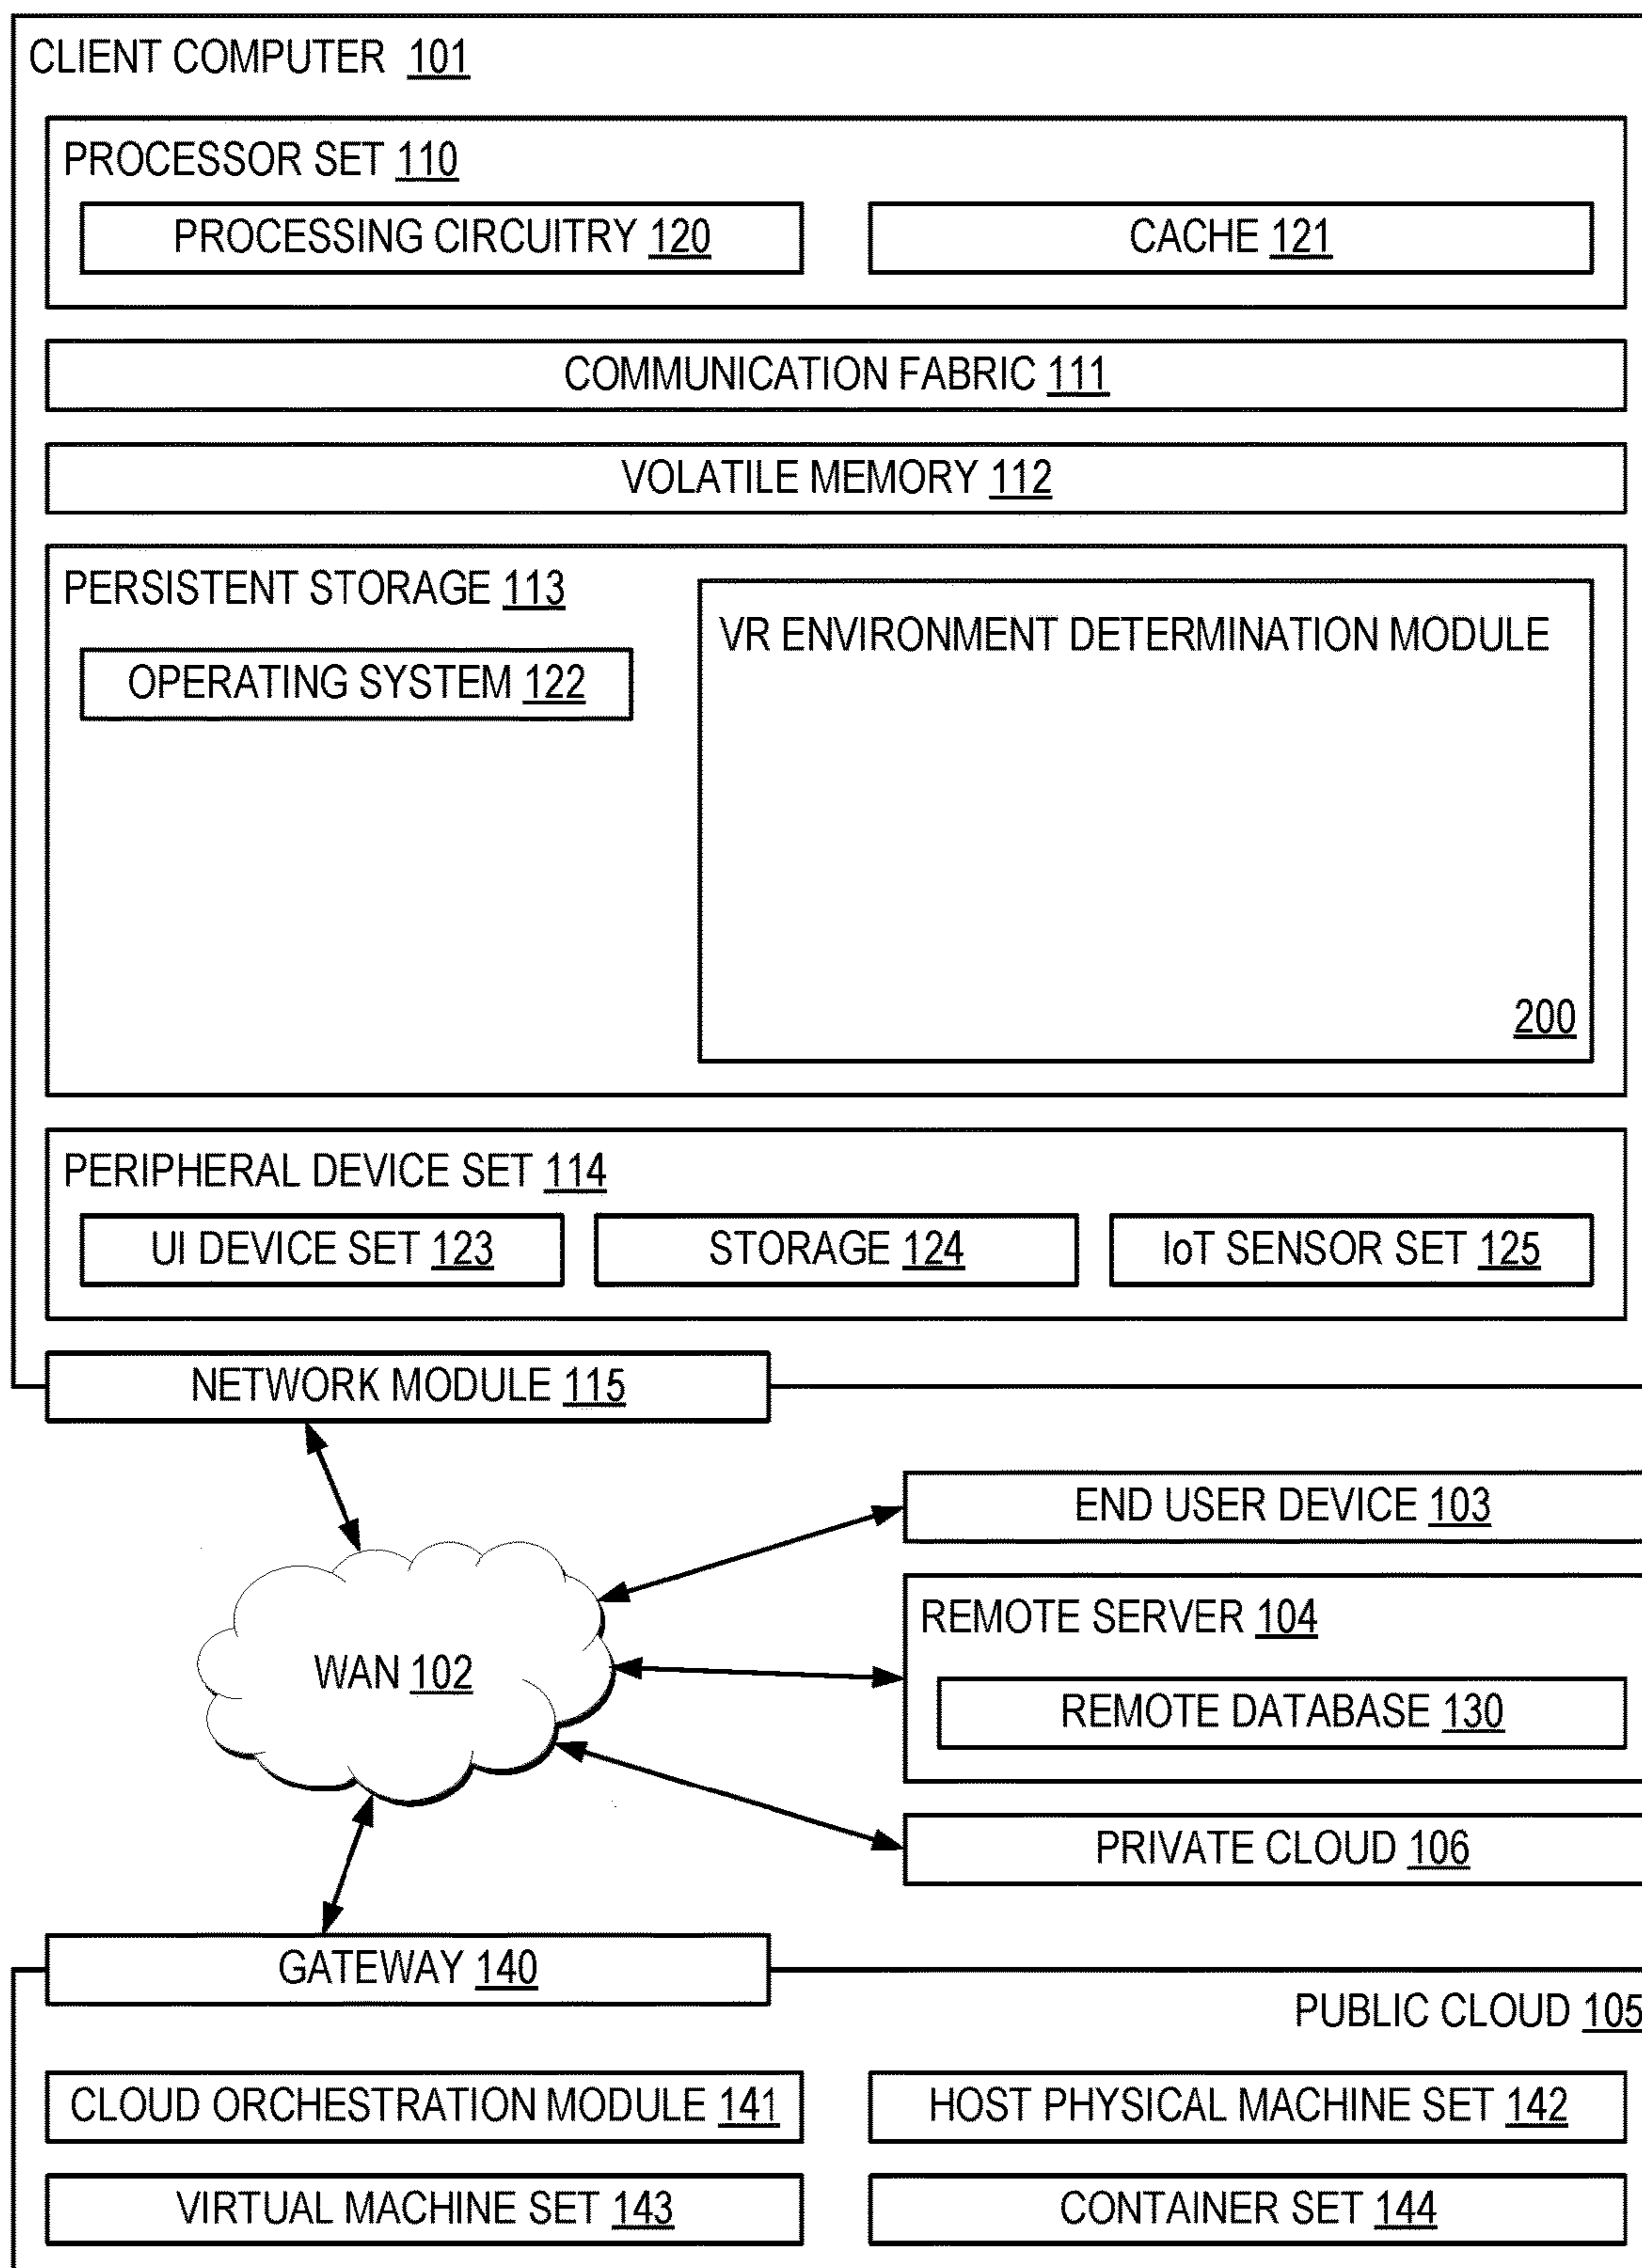 CLIENT COMPUTER 101
PROCESSOR SET 110
PROCESSING CIRCUITRY 120
CACHE 121
COMMUNICATION FABRIC 111
VOLATILE MEMORY 112
PERSISTENT STORAGE 113
OPERATING SYSTEM 122
VR ENVIRONMENT DETERMINATION MODULE
200
PERIPHERAL DEVICE SET 114
UI DEVICE SET 123
STORAGE 124
IoT SENSOR SET 125
NETWORK MODULE 115
WAN 102
END USER DEVICE 103
REMOTE SERVER 104
REMOTE DATABASE 130
PRIVATE CLOUD 106
GATEWAY 140
PUBLIC CLOUD 105
CLOUD ORCHESTRATION MODULE 141
HOST PHYSICAL MACHINE SET 142
VIRTUAL MACHINE SET 143
CONTAINER SET 144